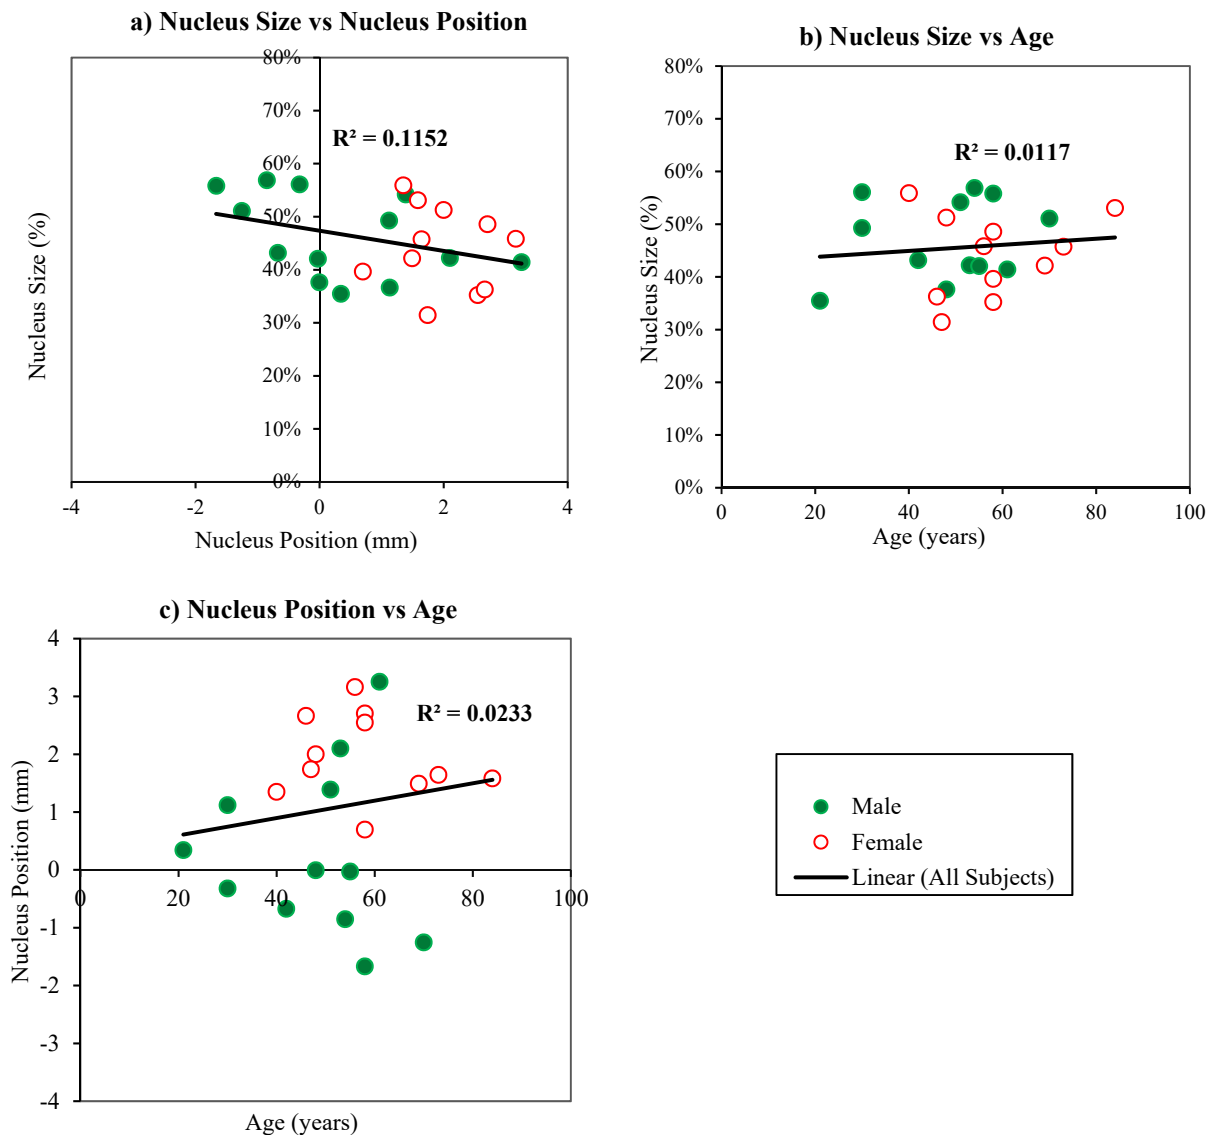 a) Nucleus Size vs Nucleus Position
80%
70%
60%
50%
40%
30%
20%
10%
0%
R² = 0.1152
Nucleus Size (%)
-4
-2
0
2
4
Nucleus Position (mm)
b) Nucleus Size vs Age
80%
70%
60%
50%
40%
30%
20%
10%
0%
R² = 0.0117
Nucleus Size (%)
0
20
40
60
80
100
Age (years)
c) Nucleus Position vs Age
4
3
2
1
0
-1
-2
-3
-4
R² = 0.0233
Nucleus Position (mm)
0
20
40
60
80
100
Age (years)
Male
Female
Linear (All Subjects)